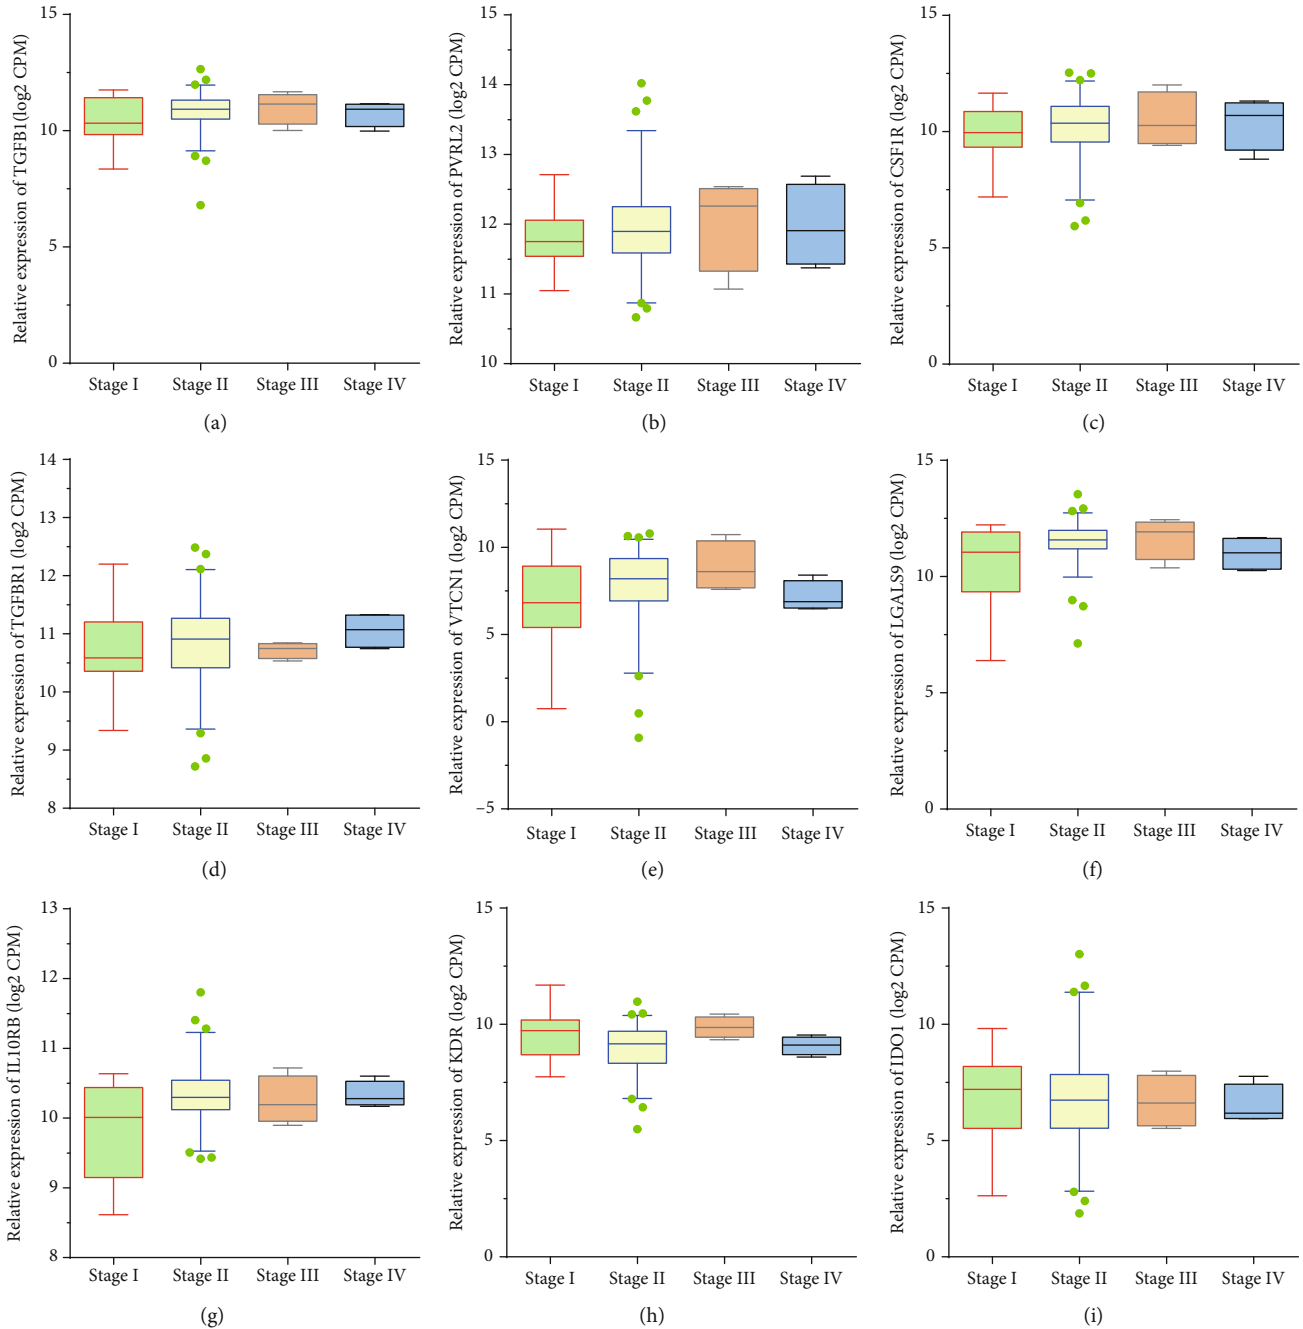 Relative expression of TGFB1(log2 CPM)
15
10
5
0
Stage I Stage II Stage III Stage IV
(a)
Relative expression of PVRL2 (log2 CPM)
15
14
13
12
11
10
Stage I Stage II Stage III Stage IV
(b)
Relative expression of CSF1R (log2 CPM)
15
10
5
0
Stage I Stage II Stage III Stage IV
(c)
Relative expression of TGFBR1 (log2 CPM)
14
13
12
11
10
9
8
Stage I Stage II Stage III Stage IV
(d)
Relative expression of VTCN1 (log2 CPM)
15
10
5
0
−5
Stage I Stage II Stage III Stage IV
(e)
Relative expression of LGALS9 (log2 CPM)
15
10
5
0
Stage I Stage II Stage III Stage IV
(f)
Relative expression of IL10RB (log2 CPM)
13
12
11
10
9
8
Stage I Stage II Stage III Stage IV
(g)
Relative expression of KDR (log2 CPM)
15
10
5
0
Stage I Stage II Stage III Stage IV
(h)
Relative expression of IDO1 (log2 CPM)
15
10
5
0
Stage I Stage II Stage III Stage IV
(i)